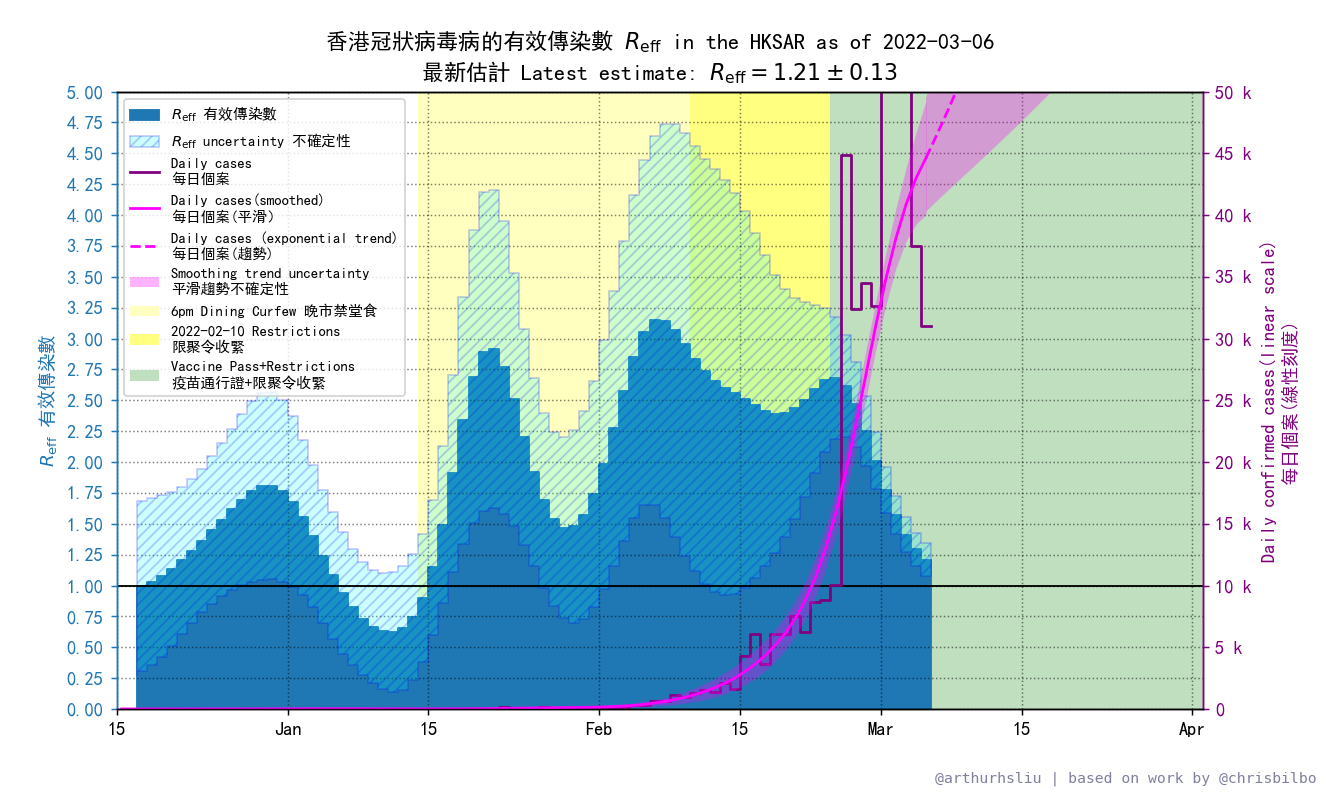 香港冠狀病毒病的有效傳染數 Reff in the HKSAR as of 2022-03-06
最新估計 Latest estimate: Reff = 1.21 ± 0.13
Reff 有效傳染數
Reff uncertainty 不確定性
Daily cases
每日個案
Daily cases(smoothed)
每日個案(平滑)
Daily cases (exponential trend)
每日個案(趨勢)
Smoothing trend uncertainty
平滑趨勢不確定性
6pm Dining Curfew 晚市禁堂食
2022-02-10 Restrictions
限聚令收緊
Vaccine Pass+Restrictions
疫苗通行證+限聚令收緊
5.00
4.75
4.50
4.25
4.00
3.75
3.50
3.25
3.00
2.75
2.50
2.25
2.00
1.75
1.50
1.25
1.00
0.75
0.50
0.25
0.00
Reff 有效傳染數
50 k
45 k
40 k
35 k
30 k
25 k
20 k
15 k
10 k
5 k
0
Daily confirmed cases(linear scale)
每日個案(線性刻度)
15 Jan 15 Feb 15 Mar 15 Apr
@arthurhsliu | based on work by @chrisbilbo